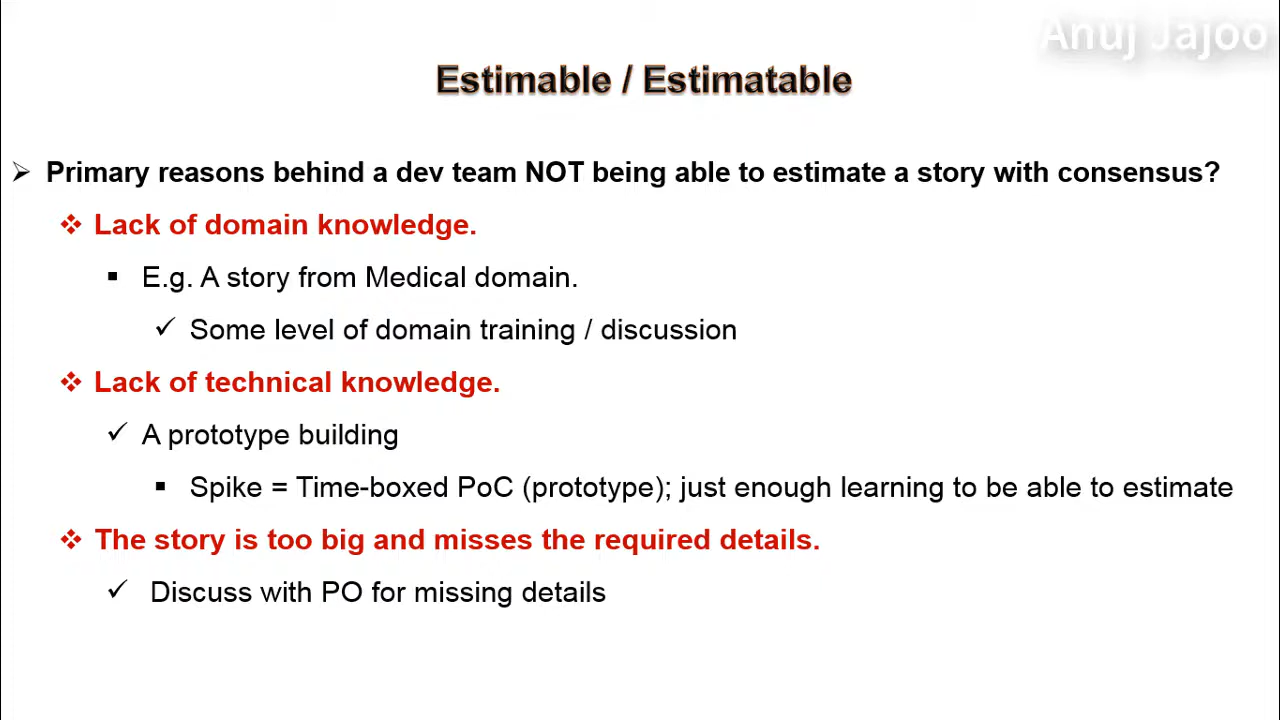 Anuj Jajoo
Estimable / Estimatable
Primary reasons behind a dev team NOT being able to estimate a story with consensus?
Lack of domain knowledge.
E.g. A story from Medical domain.
Some level of domain training / discussion
Lack of technical knowledge.
A prototype building
Spike = Time-boxed PoC (prototype); just enough learning to be able to estimate
The story is too big and misses the required details.
Discuss with PO for missing details